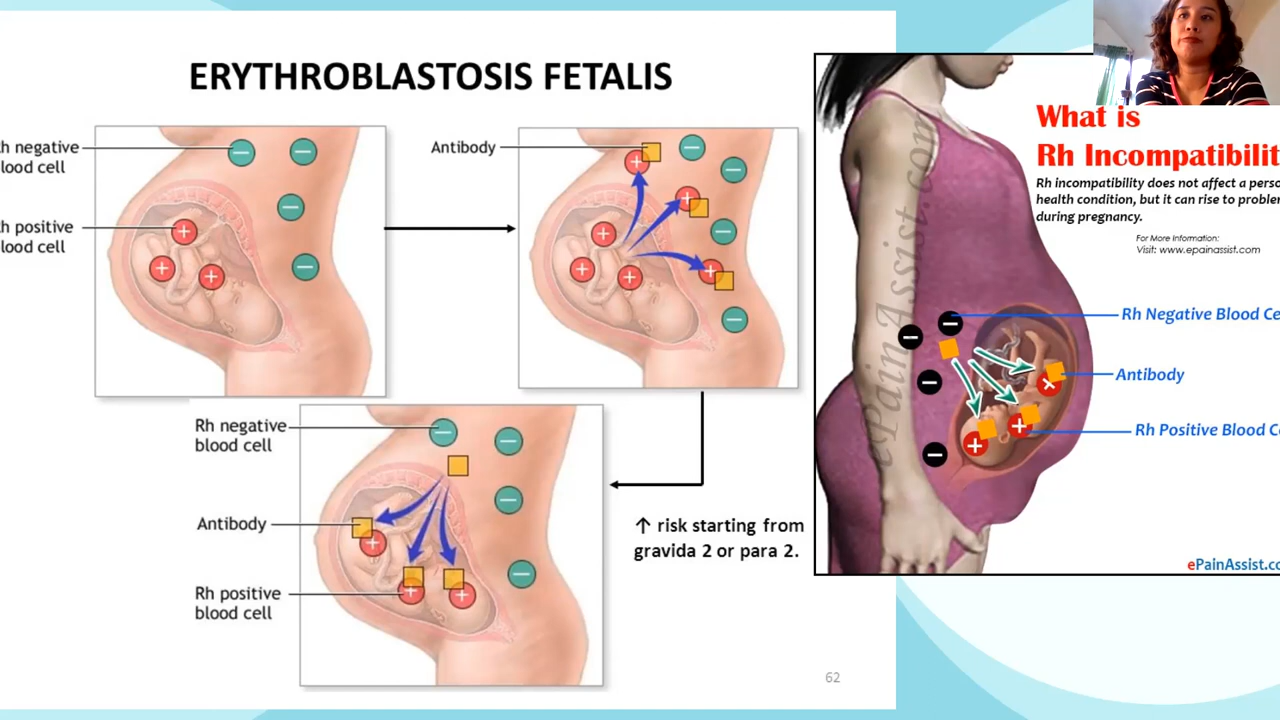 ERYTHROBLASTOSIS FETALIS
h negative
lood cell
h positive
lood cell
Antibody
Rh negative
blood cell
Antibody
Rh positive
blood cell
↑ risk starting from
gravida 2 or para 2.
62
What is
Rh Incompatibilit
Rh incompatibility does not affect a perso
health condition, but it can rise to problem
during pregnancy.
For More Information:
Visit: www.epainassist.com
Rh Negative Blood Ce
Antibody
Rh Positive Blood C
ePainAssist.com
ePainAssist.co